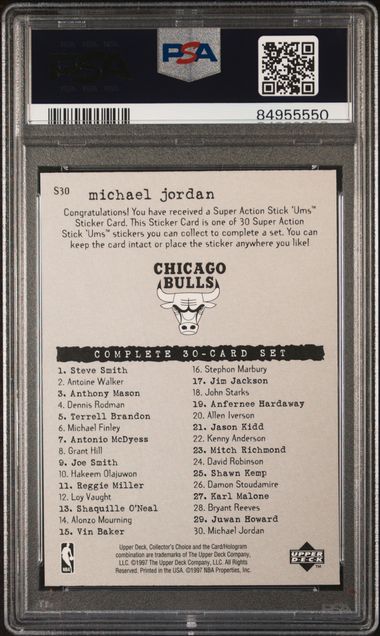 PSA
PSA
84955550
S30 michael jordan
Congratulations! You have received a Super Action Stick 'Ums™
Sticker Card. This Sticker Card is one of 30 Super Action
Stick 'Ums™ stickers you can collect to complete a set. You can
keep the card intact or place the sticker anywhere you like!
CHICAGO
BULLS
COMPLETE 30-CARD SET
1. Steve Smith
2. Antoine Walker
3. Anthony Mason
4. Dennis Rodman
5. Terrell Brandon
6. Michael Finley
7. Antonio McDyess
8. Grant Hill
9. Joe Smith
10. Hakeem Olajuwon
11. Reggie Miller
12. Loy Vaught
13. Shaquille O'Neal
14. Alonzo Mourning
15. Vin Baker
16. Stephon Marbury
17. Jim Jackson
18. John Starks
19. Anfernee Hardaway
20. Allen Iverson
21. Jason Kidd
22. Kenny Anderson
23. Mitch Richmond
24. David Robinson
25. Shawn Kemp
26. Damon Stoudamire
27. Karl Malone
28. Bryant Reeves
29. Juwan Howard
30. Michael Jordan
NBA
Upper Deck, Collector's Choice and the Card/Hologram
combination are trademarks of The Upper Deck Company,
LLC. ©1997 The Upper Deck Company, LLC. All Rights
Reserved. Printed in the USA. ©1997 NBA Properties, Inc.
UPPER
DECK™